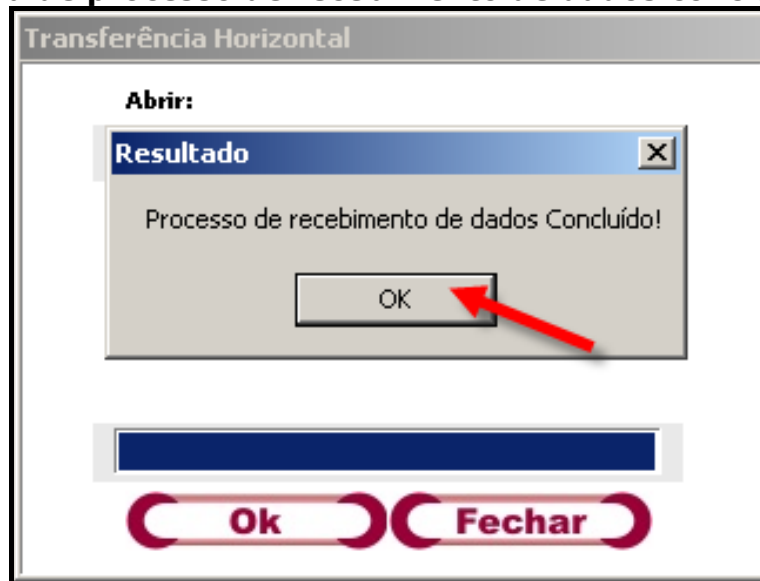 Transferência Horizontal
Abrir:
Resultado
Processo de recebimento de dados Concluído!
OK
Ok Fechar